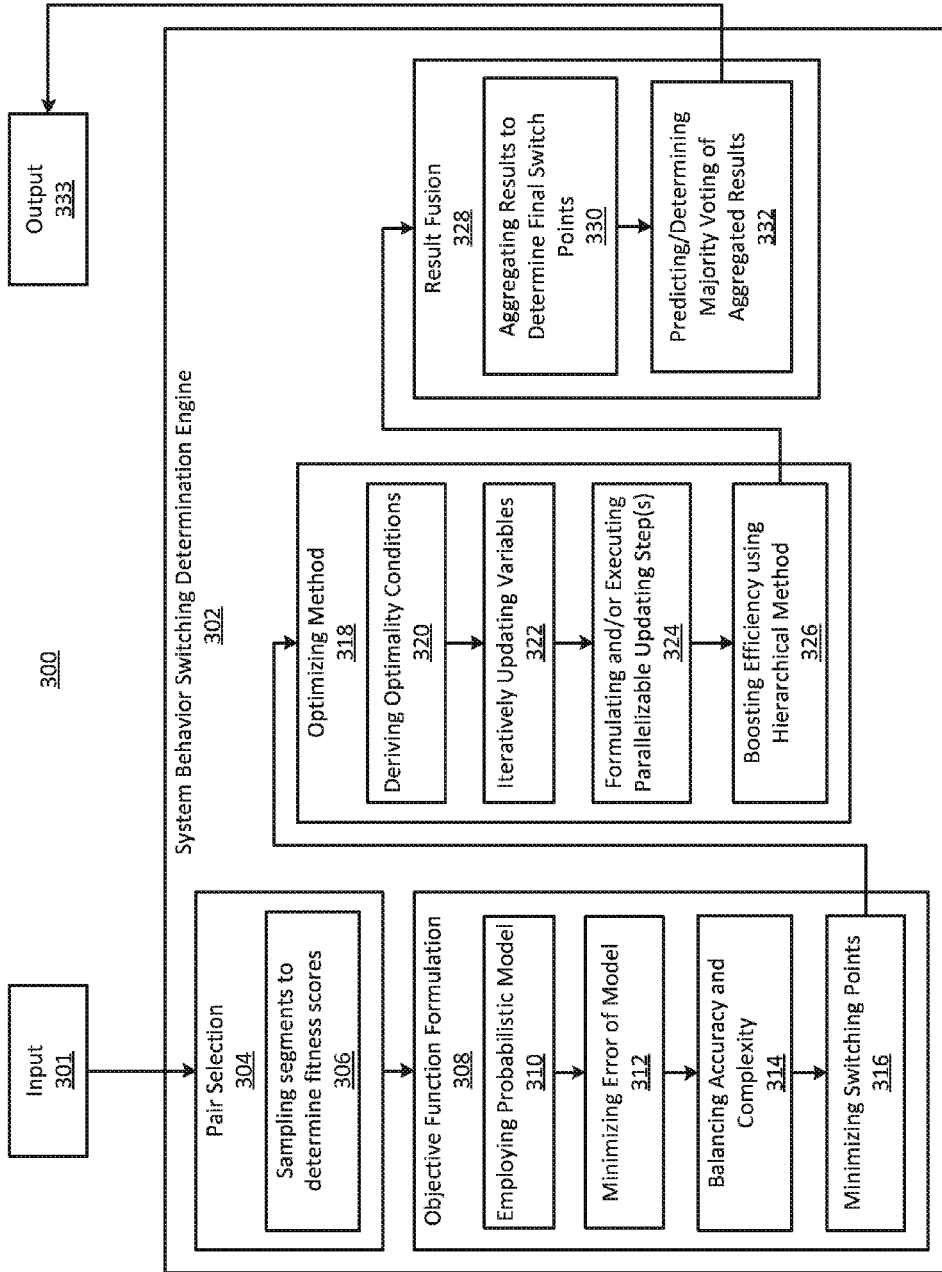 300
Input
301
Output
333
System Behavior Switching Determination Engine
302
Pair Selection
304
Sampling segments to
determine fitness scores
306
Objective Function Formulation
308
Employing Probabilistic Model
310
Minimizing Error of Model
312
Balancing Accuracy and
Complexity
314
Minimizing Switching Points
316
Optimizing Method
318
Deriving Optimality Conditions
320
Iteratively Updating Variables
322
Formulating and/or Executing
Parallelizable Updating Step(s)
324
Boosting Efficiency using
Hierarchical Method
326
Result Fusion
328
Aggregating Results to
Determine Final Switch
Points
330
Predicting/Determining
Majority Voting of
Aggregated Results
332